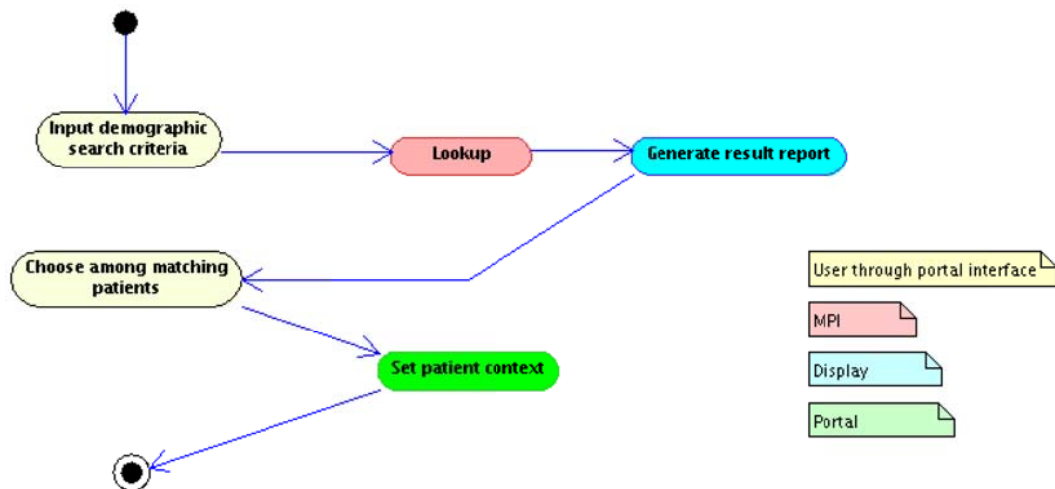 Input demographic
search criteria
Lookup
Generate result report
Choose among matching
patients
User through portal interface
MPI
Set patient context
Display
Portal